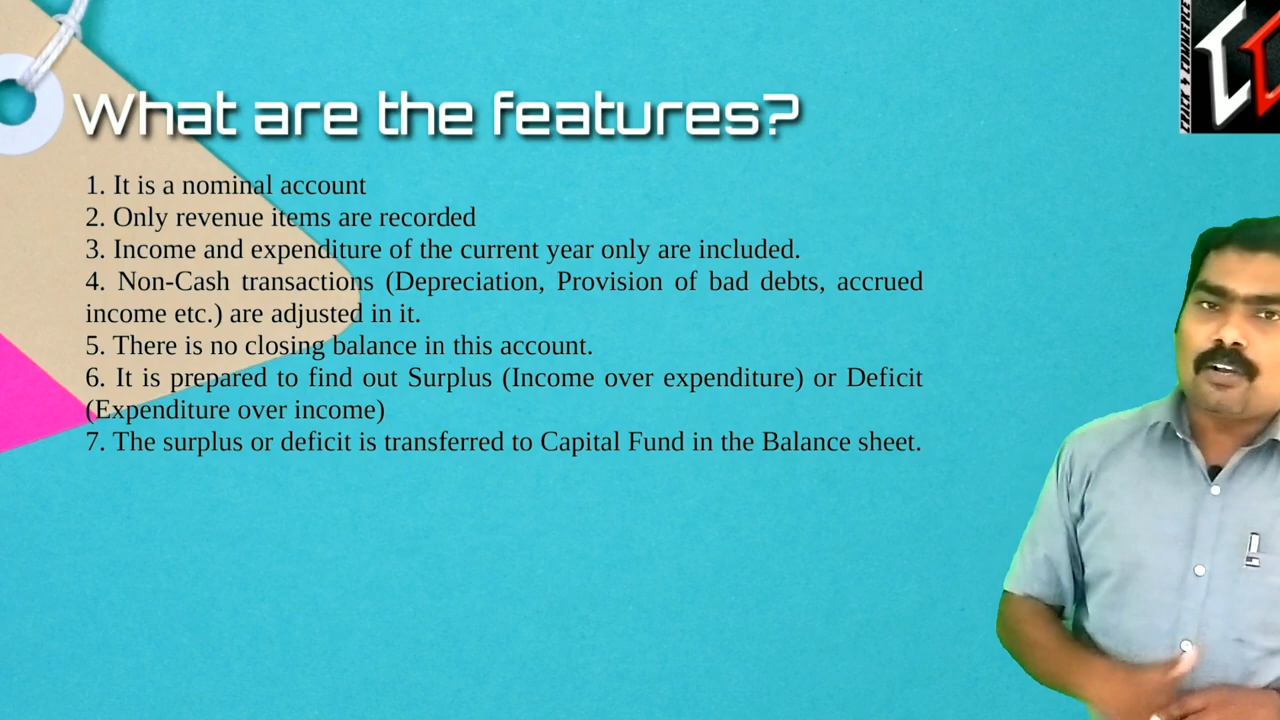 What are the features?
1. It is a nominal account
2. Only revenue items are recorded
3. Income and expenditure of the current year only are included.
4. Non-Cash transactions (Depreciation, Provision of bad debts, accrued
income etc.) are adjusted in it.
5. There is no closing balance in this account.
6. It is prepared to find out Surplus (Income over expenditure) or Deficit
(Expenditure over income)
7. The surplus or deficit is transferred to Capital Fund in the Balance sheet.
CRACK 4 COMMERCE